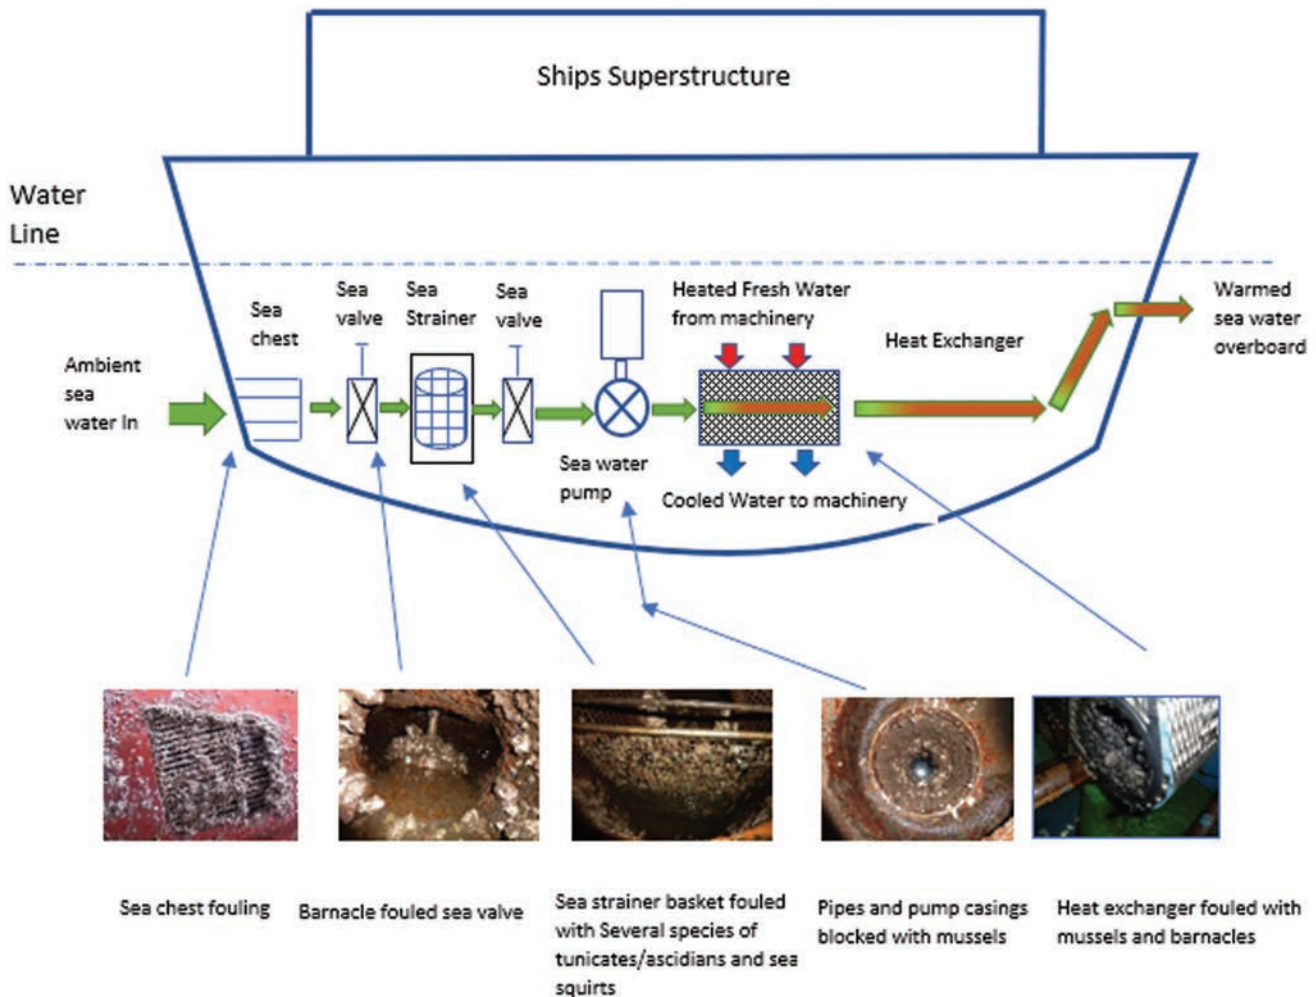 Ships Superstructure
Water
Line
Sea
chest
Sea
valve
Sea
Strainer
Sea
valve
Heated Fresh Water
from machinery
Heat Exchanger
Warmed
sea water
overboard
Ambient
sea
water In
Sea water
pump
Cooled Water to machinery
Sea chest fouling
Barnacle fouled sea valve
Sea strainer basket fouled
with Several species of
tunicates/ascidians and sea
squirts
Pipes and pump casings
blocked with mussels
Heat exchanger fouled with
mussels and barnacles